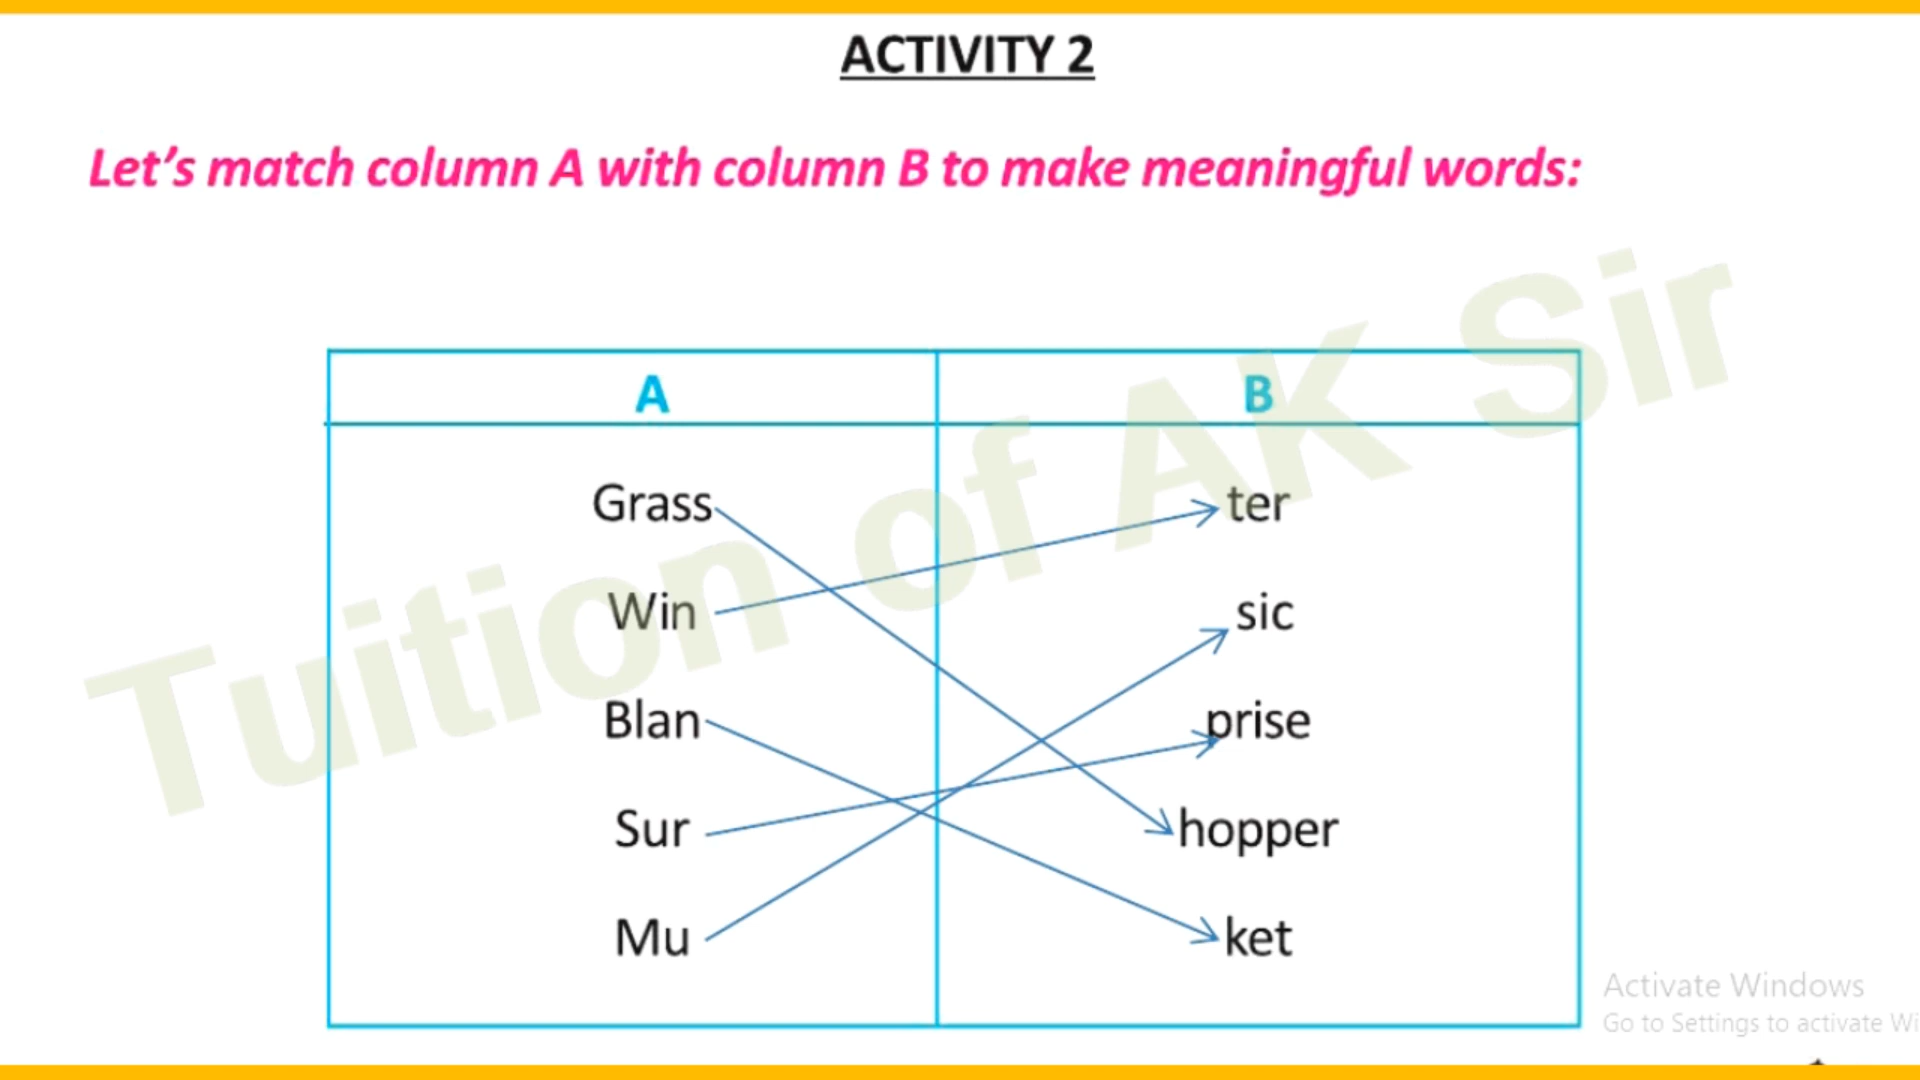 ACTIVITY 2
Let's match column A with column B to make meaningful words:
A B
Grass ter
Win sic
Blan prise
Sur hopper
Mu ket
Tuition of AK Sir
Activate Windows
Go to Settings to activate Wi